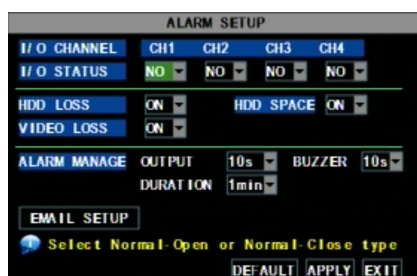 ALARM SETUP
I/O CHANNEL CH1 CH2 CH3 CH4
I/O STATUS NO NO NO NO
HDD LOSS ON HDD SPACE ON
VIDEO LOSS ON
ALARM MANAGE OUTPUT 10s BUZZER 10s
DURATION 1min
EMAIL SETUP
Select Normal-Open or Normal-Close type
DEFAULT APPLY EXIT